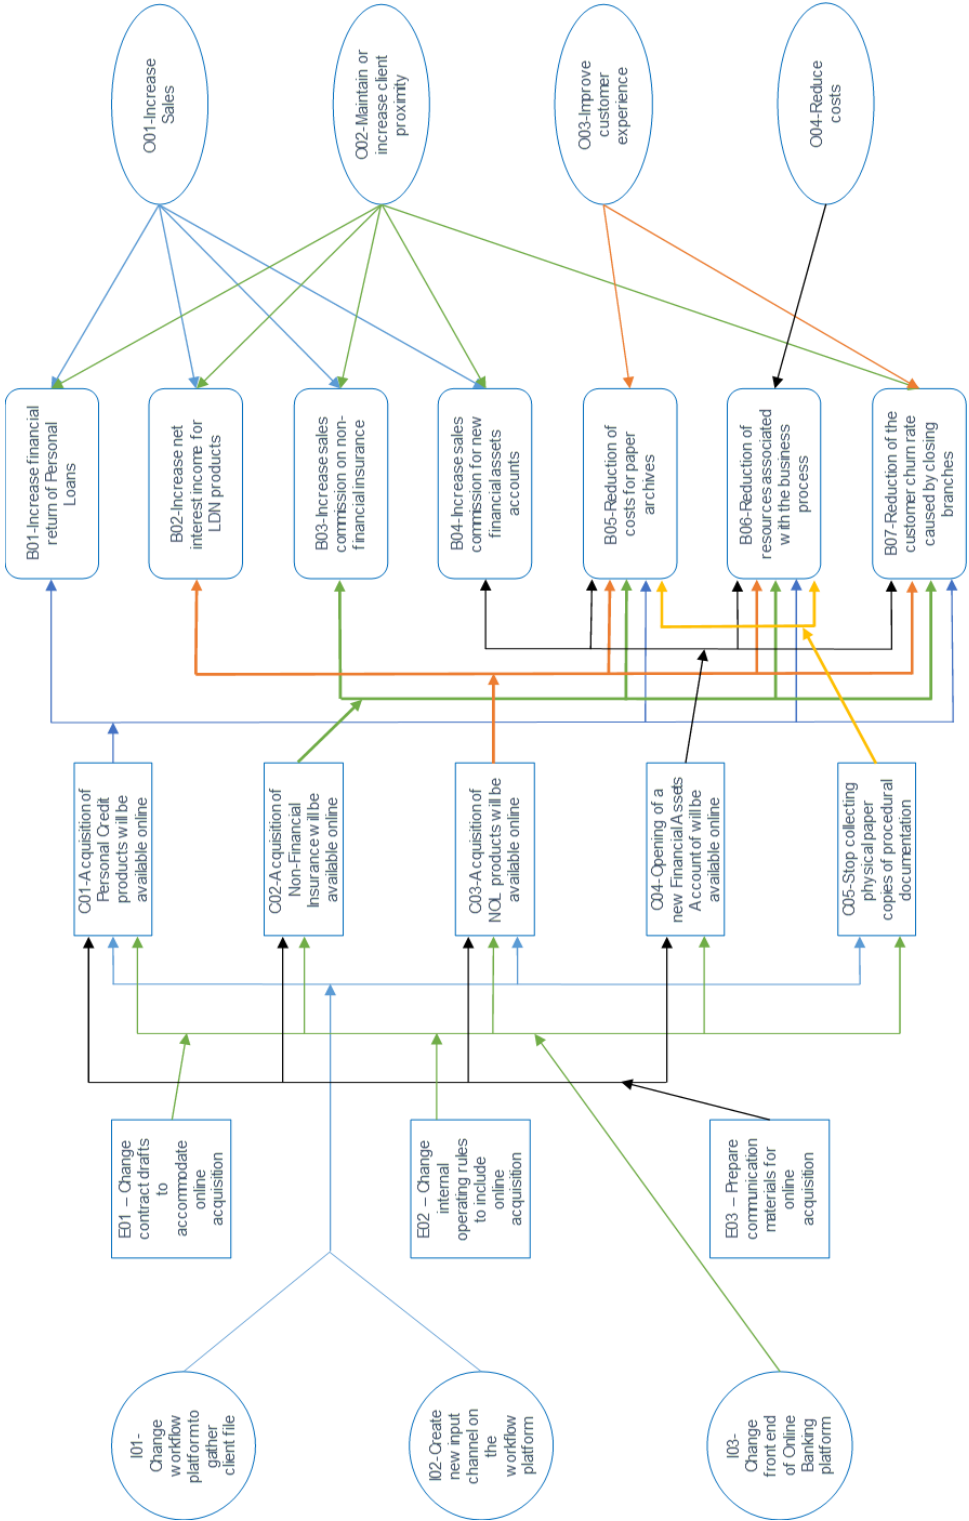 O01-Increase
Sales
O02-Maintain or
increase client
proximity
O03-Improve
customer
experience
O04-Reduce
costs
B01-Increase financial
return of Personal
Loans
B02-Increase net
interest income for
LDN products
B03-Increase sales
commission on non-
financial insurance
B04-Increase sales
commission for new
financial assets
accounts
B05-Reduction of
costs for paper
archives
B06-Reduction of
resources associated
with the business
process
B07-Reduction of the
customer churn rate
caused by closing
branches
C01-Acquisition of
Personal Credit
products will be
available online
C02-Acquisition of
Non-Financial
Insurance will be
available online
C03-Acquisition of
NOL products will be
available online
C04-Opening of a
new Financial Assets
Account of will be
available online
C05-Stop collecting
physical paper
copies of procedural
documentation
E01 – Change
contract drafts
to
accommodate
online
acquisition
E02 – Change
internal
operating rules
to include
online
acquisition
E03 – Prepare
communication
materials for
online
acquisition
I01-
Change
workflow
platform to
gather
client file
I02-Create
new input
channel on
the
workflow
platform
I03-
Change
front end
of Online
Banking
platform